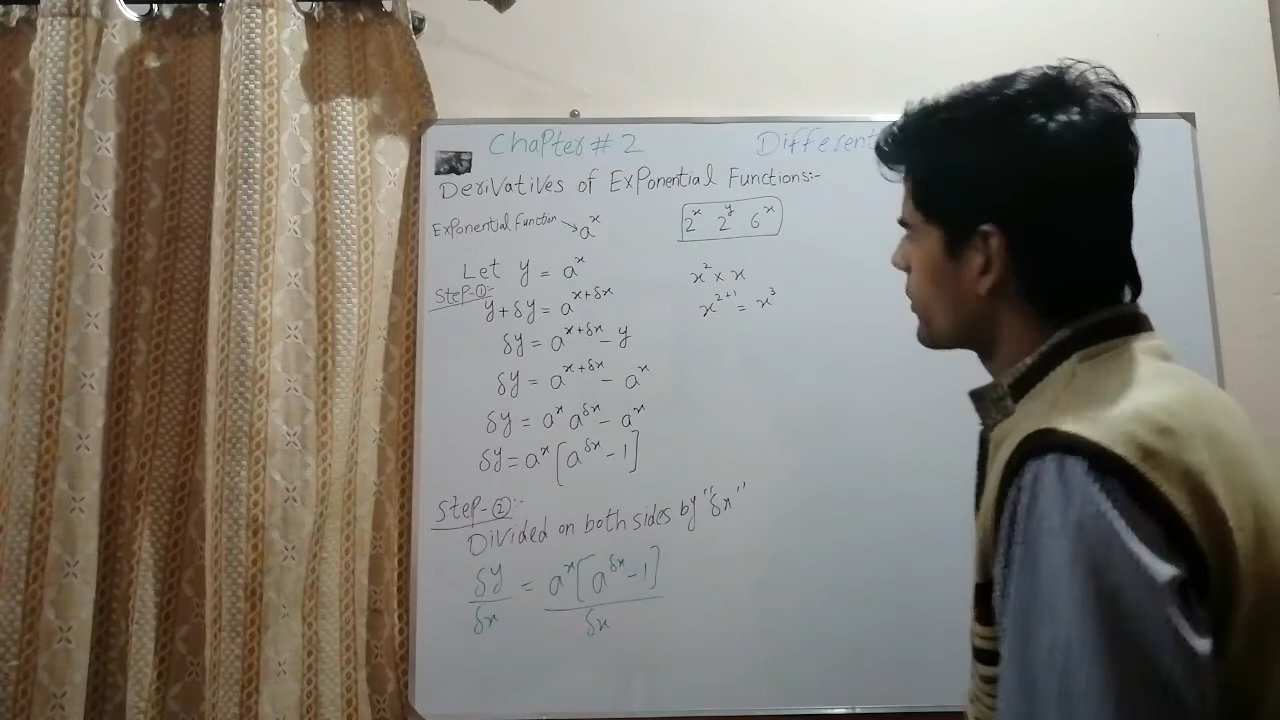 Chapter # 2 Different
Derivatives of Exponential Functions:-
Exponential Function → a^x
2^x 2^y 6^x
Let y = a^x
x^2 × x
Step-①:-
y + δy = a^{x+δx}
x^{2+1} = x^3
δy = a^{x+δx} - y
δy = a^{x+δx} - a^x
δy = a^x a^{δx} - a^x
δy = a^x [a^{δx} - 1]
Step-②:-
Divided on both sides by "δx"
δy/δx = a^x [a^{δx} - 1]/δx